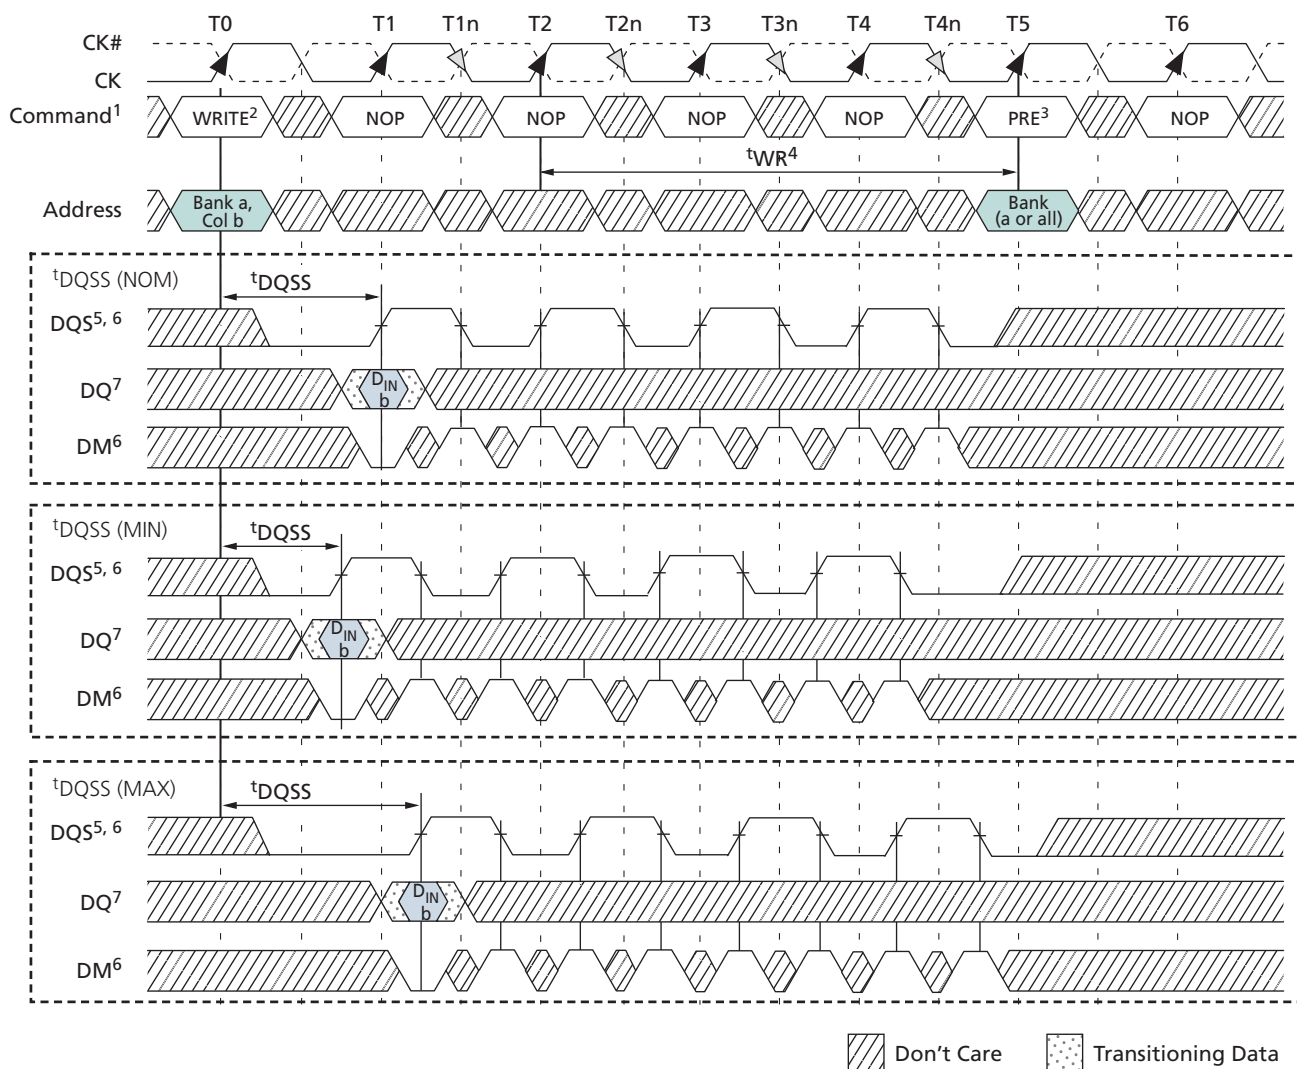 T0 T1 T1n T2 T2n T3 T3n T4 T4n T5 T6
CK#
CK
Command1 WRITE2 NOP NOP NOP NOP PRE3 NOP
tWR4
Address Bank a, Col b Bank (a or all)
tDQSS (NOM) tDQSS
DQS5, 6
DQ7 DIN b
DM6
tDQSS (MIN) tDQSS
DQS5, 6
DQ7 DIN b
DM6
tDQSS (MAX) tDQSS
DQS5, 6
DQ7 DIN b
DM6
Don't Care Transitioning Data